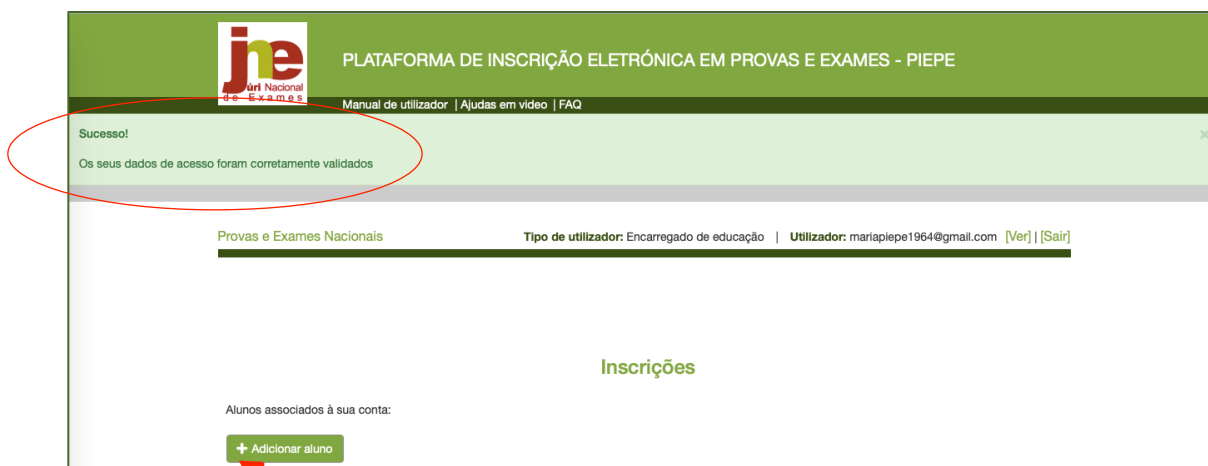 jne
Júri Nacional
de Exames
PLATAFORMA DE INSCRIÇÃO ELETRÓNICA EM PROVAS E EXAMES - PIEPE
Manual de utilizador | Ajudas em video | FAQ
Sucesso!
×
Os seus dados de acesso foram corretamente validados
Provas e Exames Nacionais Tipo de utilizador: Encarregado de educação | Utilizador: mariapiepe1964@gmail.com [Ver] | [Sair]
Inscrições
Alunos associados à sua conta:
+ Adicionar aluno